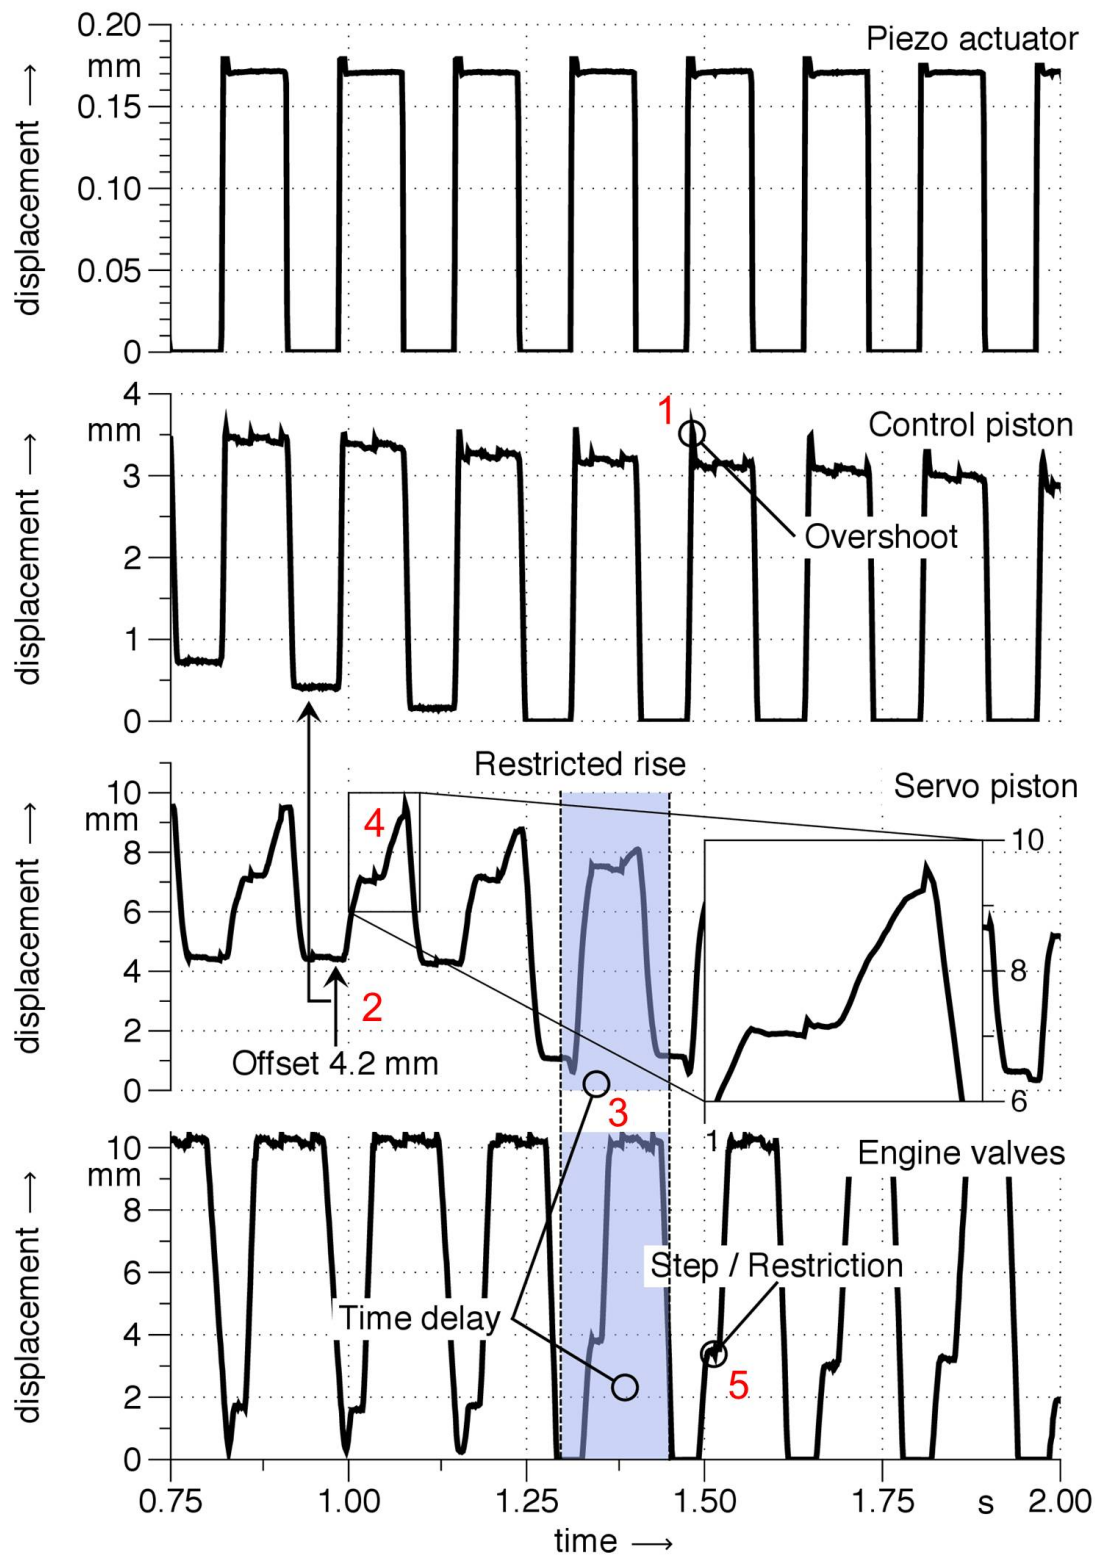 0.20
Piezo actuator
mm
0.15
0.10
0.05
0
displacement
4
mm
1
Control piston
3
Overshoot
2
1
0
displacement
Restricted rise
10
Servo piston
mm
4
10
8
6
8
4
2
2
Offset 4.2 mm
0
3
6
displacement
10
1
mm
Engine valves
8
Step / Restriction
6
Time delay
4
5
2
0
displacement
0.75 1.00 1.25 1.50 1.75 s 2.00
time